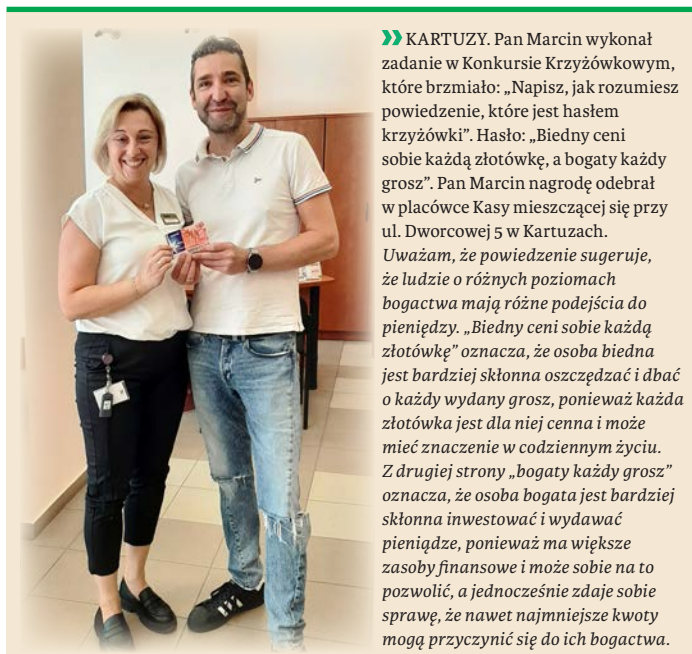 KARTUZY. Pan Marcin wykonał
zadanie w Konkursie Krzyżówkowym,
które brzmiało: „Napisz, jak rozumiesz
powiedzenie, które jest hasłem
krzyżówki”. Hasło: „Biedny ceni
sobie każdą złotówkę, a bogaty każdy
grosz”. Pan Marcin nagrodę odebrał
w placówce Kasy mieszczącej się przy
ul. Dworcowej 5 w Kartuzach.
Uważam, że powiedzenie sugeruje,
że ludzie o różnych poziomach
bogactwa mają różne podejścia do
pieniędzy. „Biedny ceni sobie każdą
złotówkę” oznacza, że osoba biedna
jest bardziej skłonna oszczędzać i dbać
o każdy wydany grosz, ponieważ każda
złotówka jest dla niej cenna i może
mieć znaczenie w codziennym życiu.
Z drugiej strony „bogaty każdy grosz”
oznacza, że osoba bogata jest bardziej
skłonna inwestować i wydawać
pieniądze, ponieważ ma większe
zasoby finansowe i może sobie na to
pozwolić, a jednocześnie zdaje sobie
sprawę, że nawet najmniejsze kwoty
mogą przyczynić się do ich bogactwa.